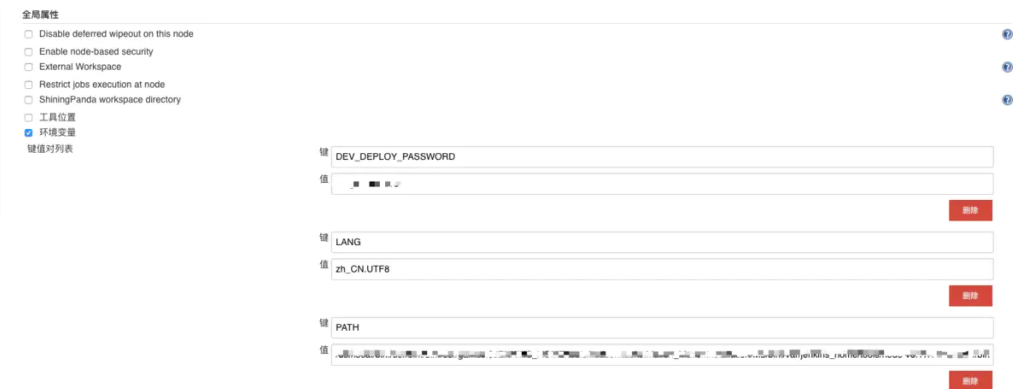 全局属性
Disable deferred wipeout on this node
Enable node-based security
External Workspace
Restrict jobs execution at node
ShiningPanda workspace directory
工具位置
环境变量
键值对列表
键 DEV_DEPLOY_PASSWORD
值
删除
键 LANG
值 zh_CN.UTF8
删除
键 PATH
值
删除